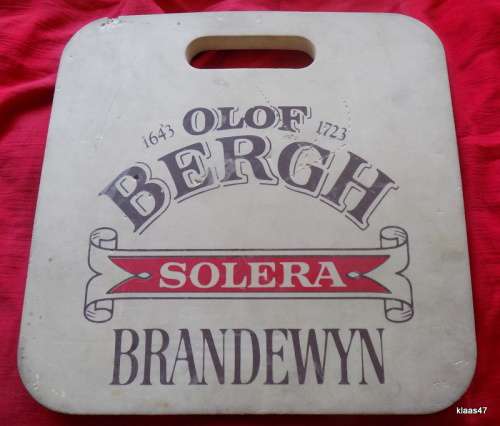 1643 OLOF 1723
BERGH
SOLERA
BRANDEWYN
klaas47